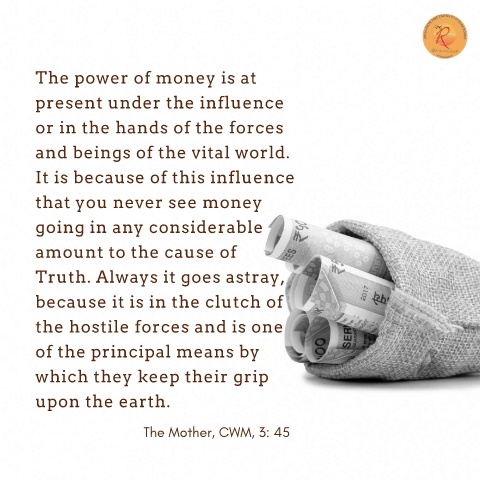 The power of money is at
present under the influence
or in the hands of the forces
and beings of the vital world.
It is because of this influence
that you never see money
going in any considerable
amount to the cause of
Truth. Always it goes astray,
because it is in the clutch of
the hostile forces and is one
of the principal means by
which they keep their grip
upon the earth.
The Mother, CWM, 3: 45
R
2017